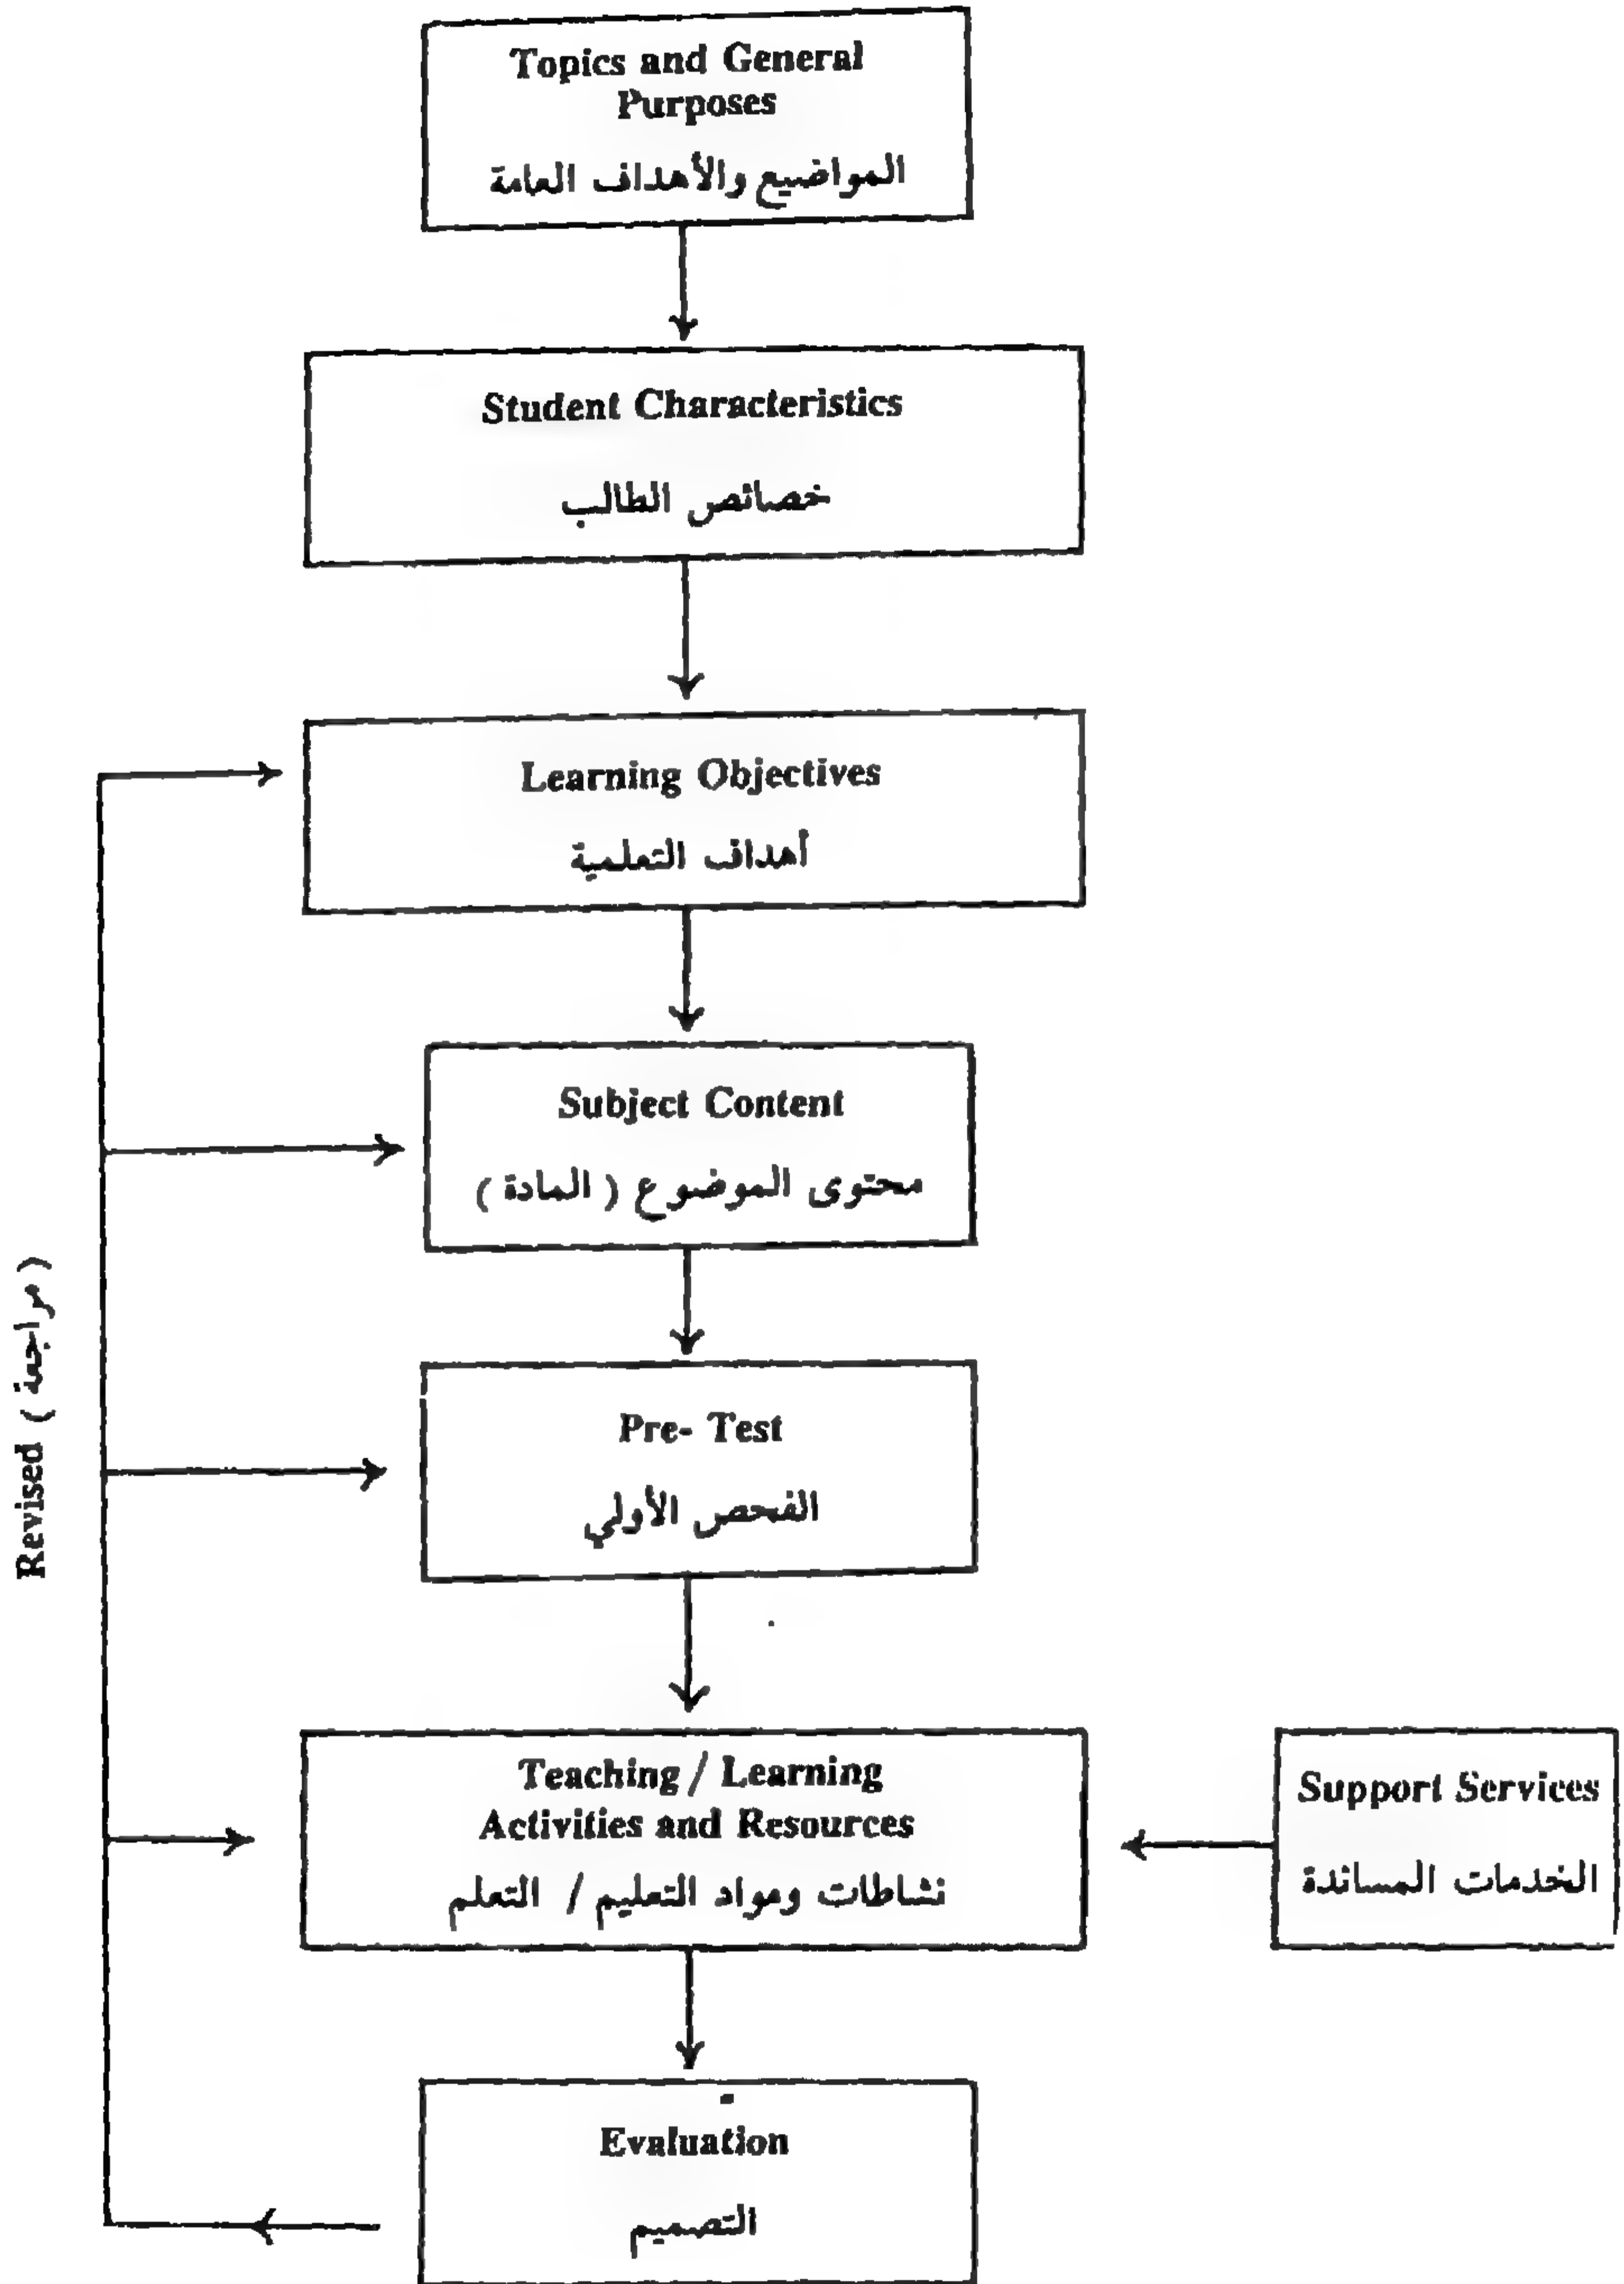 Topics and General
Purposes
المواضيع والأهداف العامة
Student Characteristics
خصائص الطالب
Learning Objectives
أهداف التعلمية
Subject Content
محتوى الموضوع ( المادة )
Revised ( مراجعة )
Pre- Test
الفحص الأولي
Teaching / Learning
Activities and Resources
نشاطات ومواد التعليم / التعلم
Support Services
الخدمات المساندة
Evaluation
التصميم